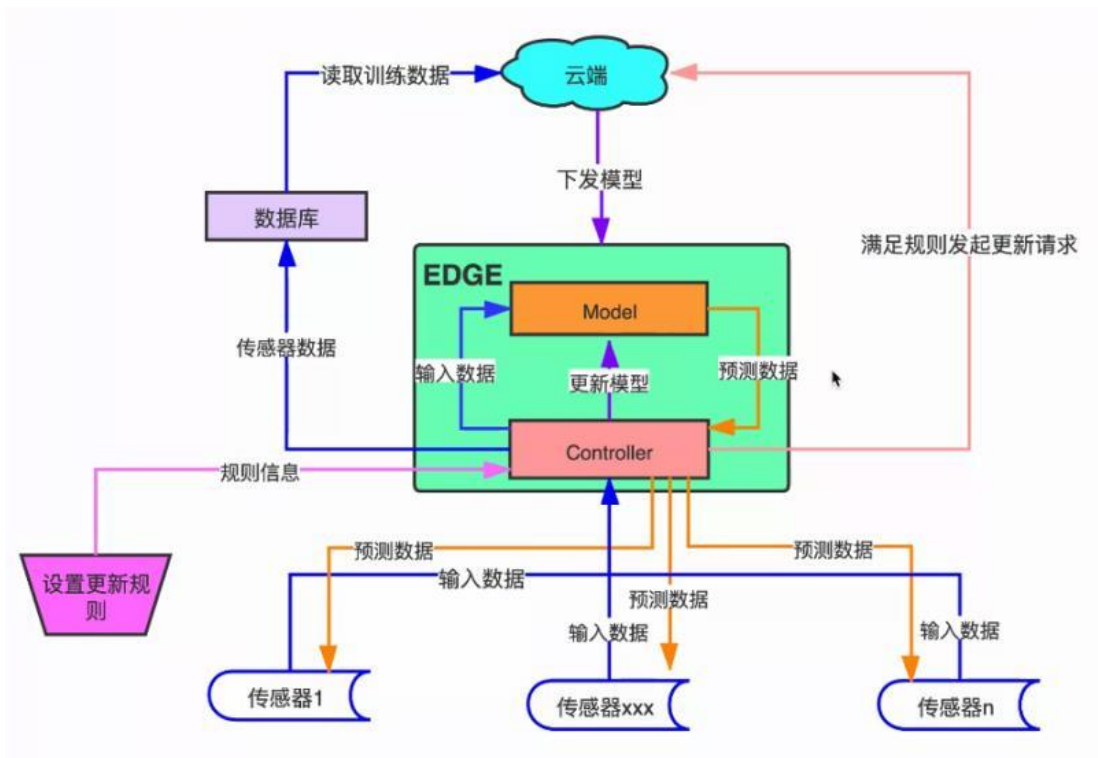 读取训练数据
云端
下发模型
数据库
满足规则发起更新请求
EDGE
Model
传感器数据
输入数据
更新模型
预测数据
Controller
规则信息
预测数据
预测数据
设置更新规
则
输入数据
预测数据
输入数据
输入数据
传感器1
传感器xxx
传感器n